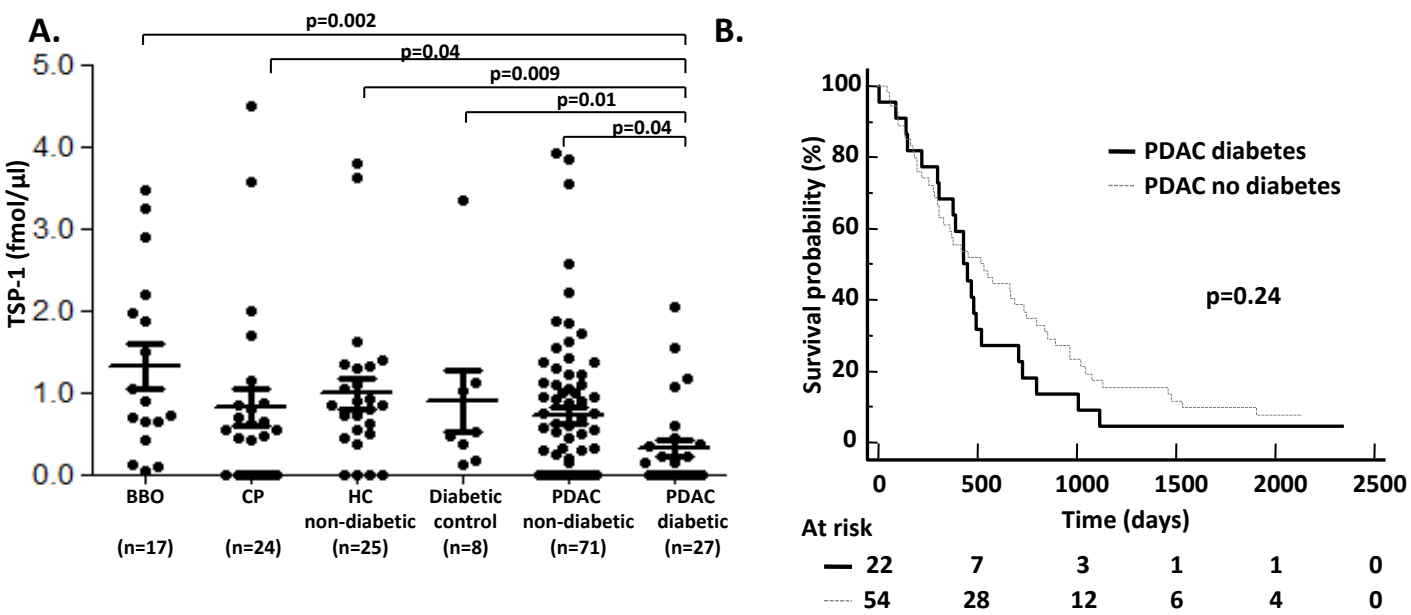 A.
p=0.002
p=0.04
p=0.009
p=0.01
p=0.04
TSP-1 (fmol/µl)
5.0
4.0
3.0
2.0
1.0
0.0
BBO
(n=17)
CP
(n=24)
HC
non-diabetic
(n=25)
Diabetic
control
(n=8)
PDAC
non-diabetic
(n=71)
PDAC
diabetic
(n=27)
B.
Survival probability (%)
100
80
60
40
20
0
PDAC diabetes
PDAC no diabetes
p=0.24
0 500 1000 1500 2000 2500
Time (days)
At risk
22 7 3 1 1 0
54 28 12 6 4 0